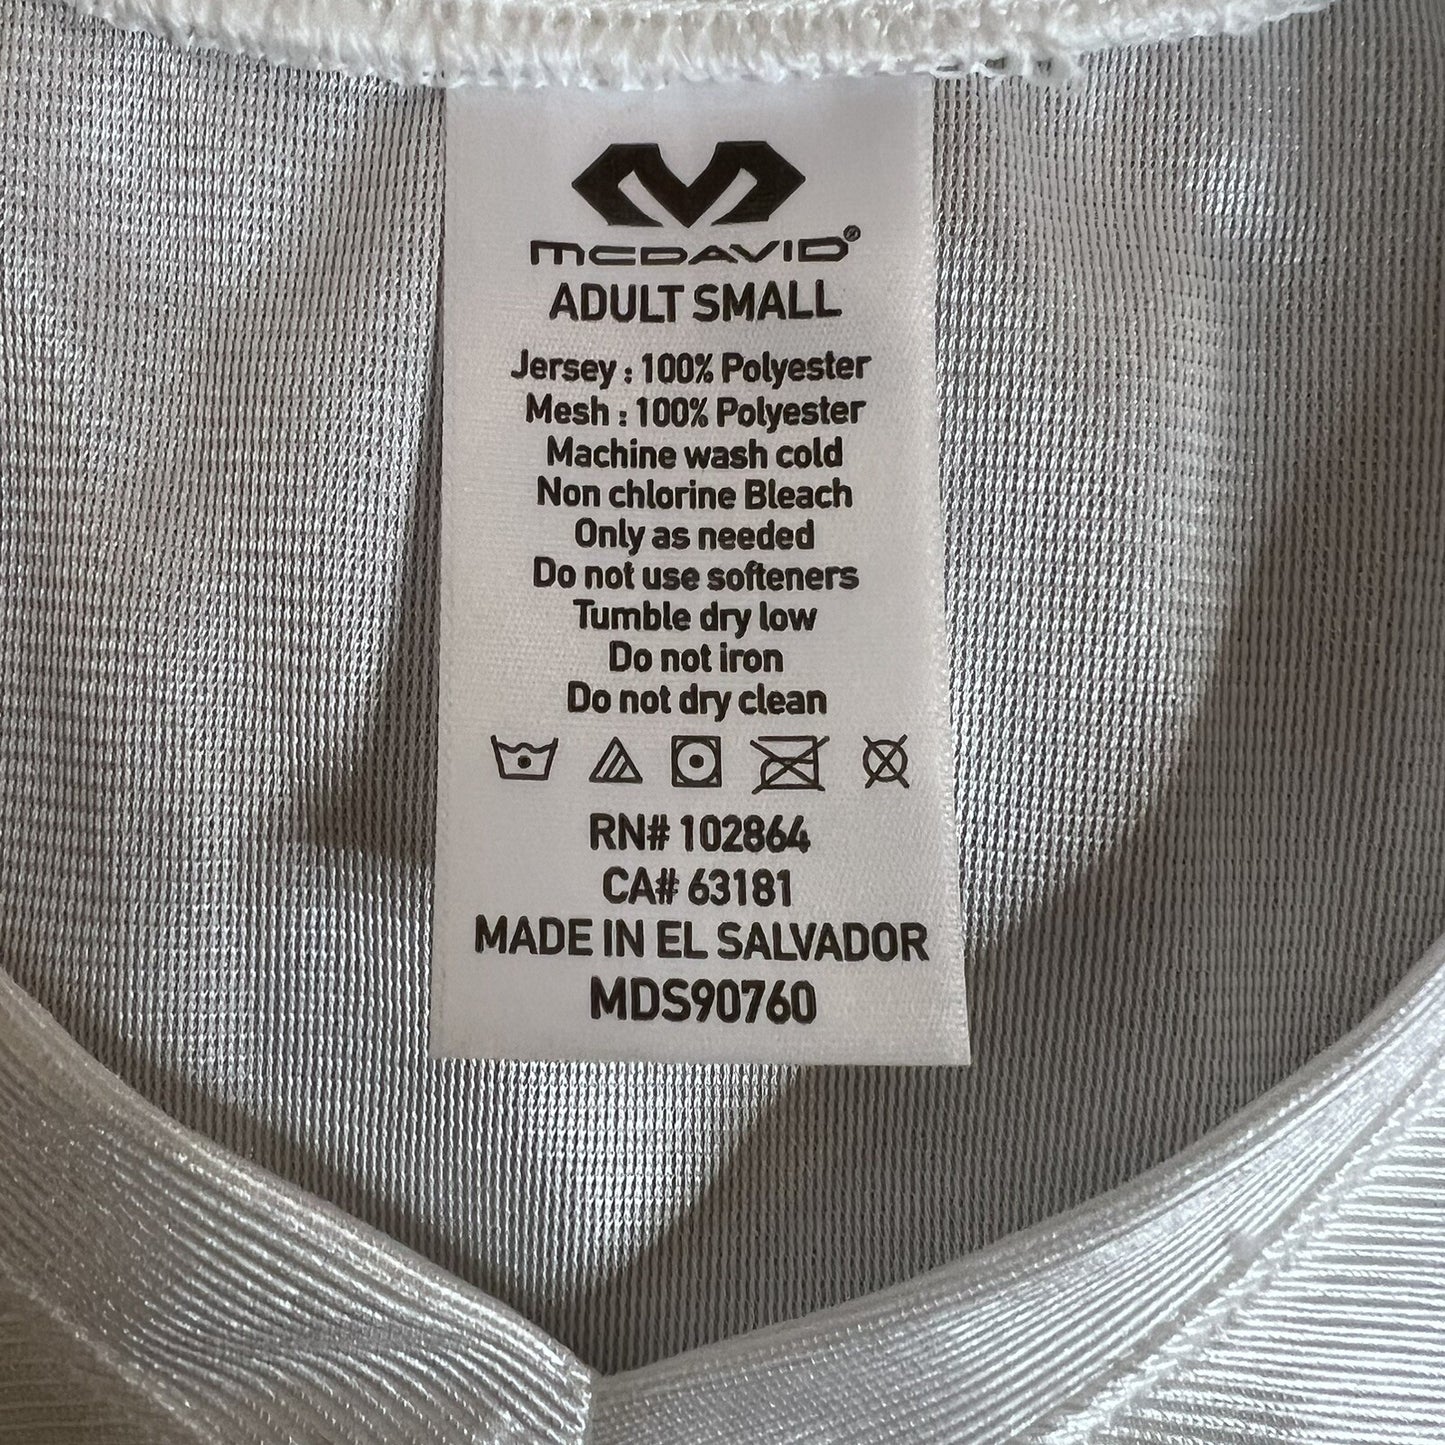 MCDAVID®
ADULT SMALL
Jersey : 100% Polyester
Mesh : 100% Polyester
Machine wash cold
Non chlorine Bleach
Only as needed
Do not use softeners
Tumble dry low
Do not iron
Do not dry clean
RN# 102864
CA# 63181
MADE IN EL SALVADOR
MDS90760